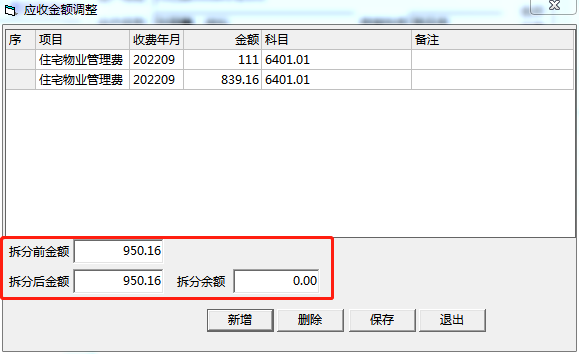 应收金额调整
序 项目 收费年月 金额 科目 备注
住宅物业管理费 202209 111 6401.01
住宅物业管理费 202209 839.16 6401.01
拆分前金额 950.16
拆分后金额 950.16 拆分余额 0.00
新增 删除 保存 退出